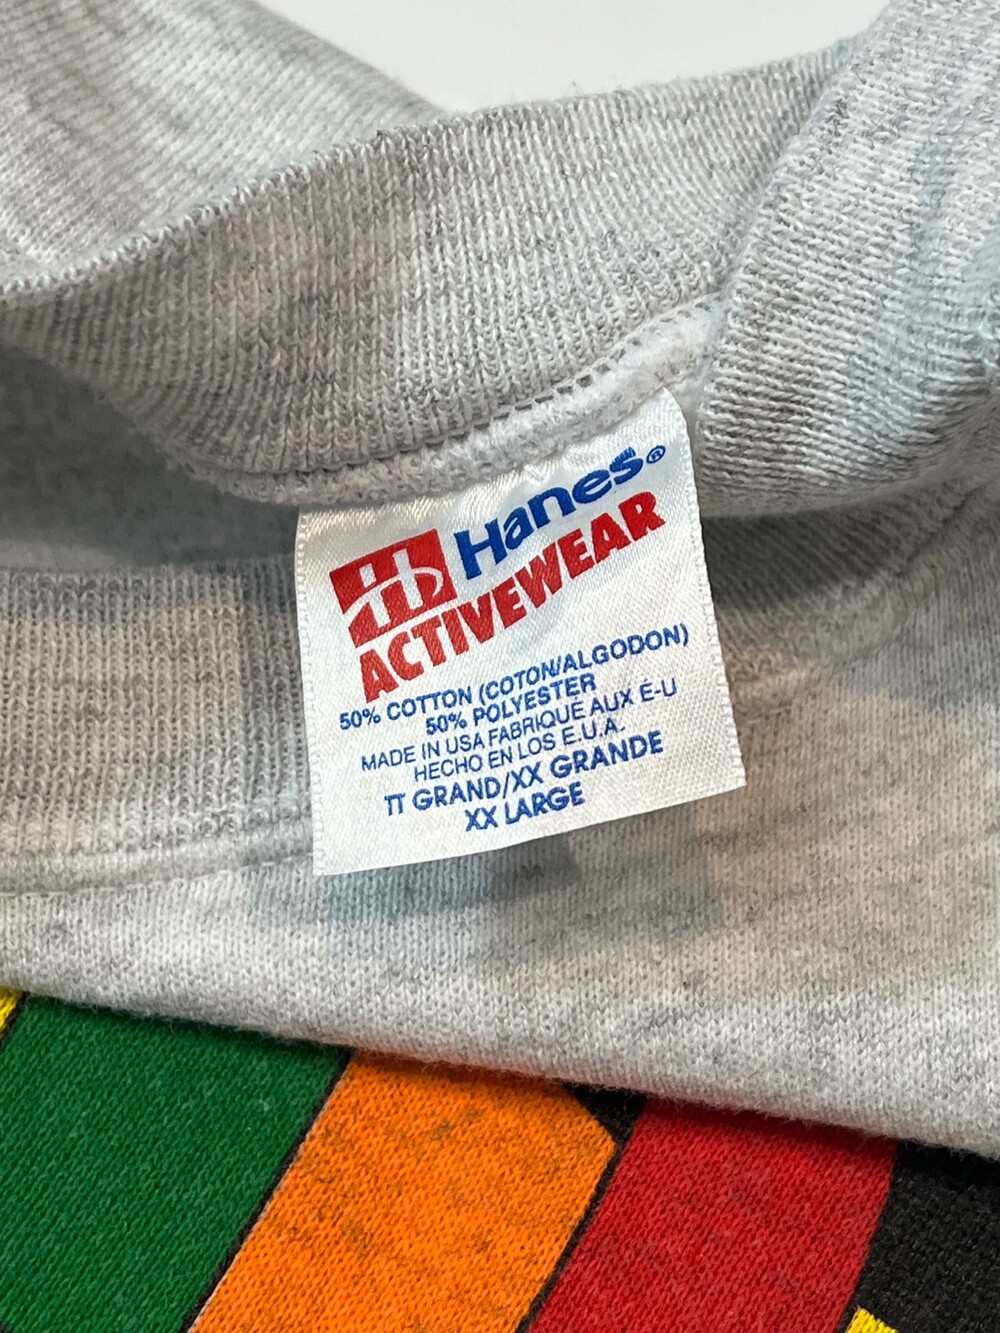 Hanes®
ACTIVEWEAR
50% COTTON (COTON/ALGODON)
50% POLYESTER
MADE IN USA FABRIQUÉ AUX É-U
HECHO EN LOS E.U.A.
TT GRAND/XX GRANDE
XX LARGE